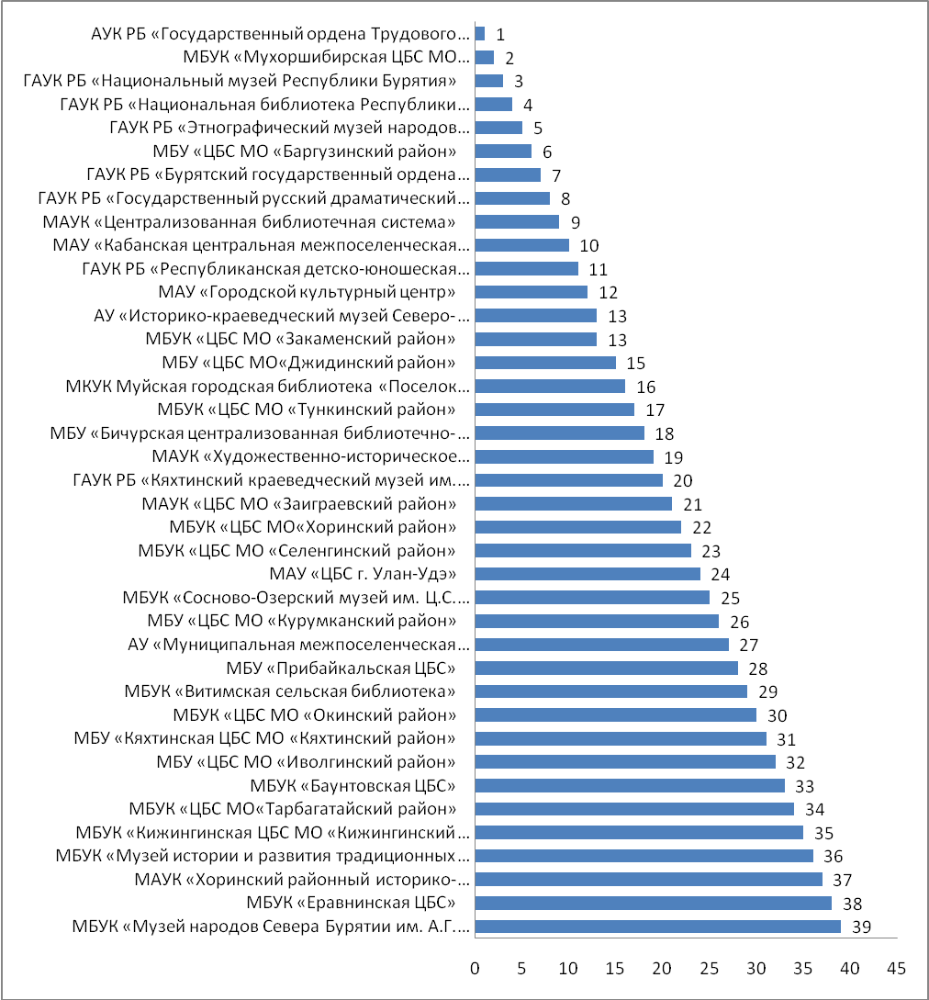 АУК РБ «Государственный ордена Трудового... 1
МБУК «Мухоршибирская ЦБС МО... 2
ГАУК РБ «Национальный музей Республики Бурятия» 3
ГАУК РБ «Национальная библиотека Республики... 4
ГАУК РБ «Этнографический музей народов... 5
МБУ «ЦБС МО «Баргузинский район» 6
ГАУК РБ «Бурятский государственный ордена... 7
ГАУК РБ «Государственный русский драматический... 8
МАУК «Централизованная библиотечная система» 9
МАУ «Кабанская центральная межпоселенческая... 10
ГАУК РБ «Республиканская детско-юношеская... 11
МАУ «Городской культурный центр» 12
АУ «Историко-краеведческий музей Северо-... 13
МБУК «ЦБС МО «Закаменский район» 13
МБУ «ЦБС МО«Джидинский район» 15
МКУК Муйская городская библиотека «Поселок... 16
МБУК «ЦБС МО «Тункинский район» 17
МБУ «Бичурская централизованная библиотечно-... 18
МАУК «Художественно-историческое... 19
ГАУК РБ «Кяхтинский краеведческий музей им.... 20
МАУК «ЦБС МО «Заиграевский район» 21
МБУК «ЦБС МО«Хоринский район» 22
МБУК «ЦБС МО «Селенгинский район» 23
МАУ «ЦБС г. Улан-Удэ» 24
МБУК «Сосново-Озерский музей им. Ц.С.... 25
МБУ «ЦБС МО «Курумканский район» 26
АУ «Муниципальная межпоселенческая... 27
МБУ «Прибайкальская ЦБС» 28
МБУК «Витимская сельская библиотека» 29
МБУК «ЦБС МО «Окинский район» 30
МБУ «Кяхтинская ЦБС МО «Кяхтинский район» 31
МБУ «ЦБС МО «Иволгинский район» 32
МБУК «Баунтовская ЦБС» 33
МБУК «ЦБС МО«Тарбагатайский район» 34
МБУК «Кижингинская ЦБС МО «Кижингинский... 35
МБУК «Музей истории и развития традиционных... 36
МАУК «Хоринский районный историко-... 37
МБУК «Еравнинская ЦБС» 38
МБУК «Музей народов Севера Бурятии им. А.Г.... 39
0 5 10 15 20 25 30 35 40 45